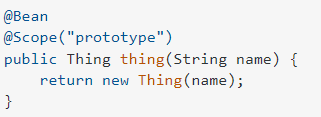 @Bean
@Scope("prototype")
public Thing thing(String name) {
    return new Thing(name);
}